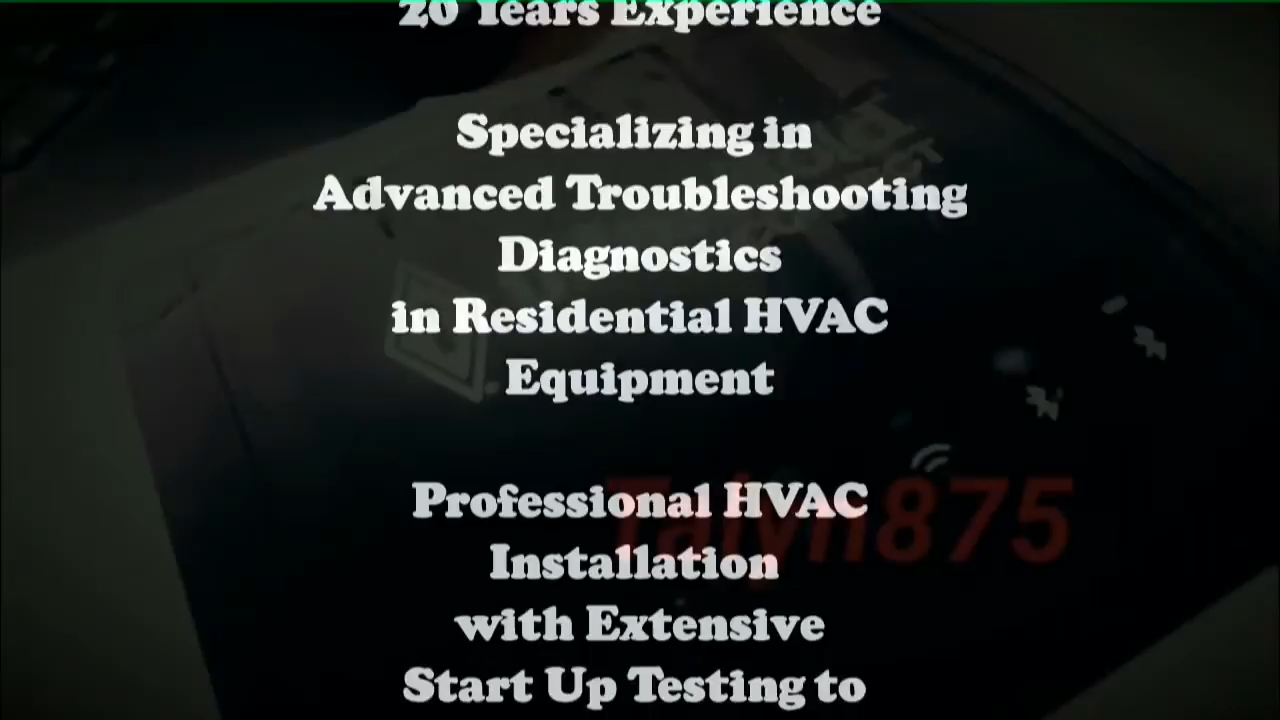 20 Years Experience
Specializing in
Advanced Troubleshooting
Diagnostics
in Residential HVAC
Equipment
Professional HVAC
Installation
Talyn875
with Extensive
Start Up Testing to